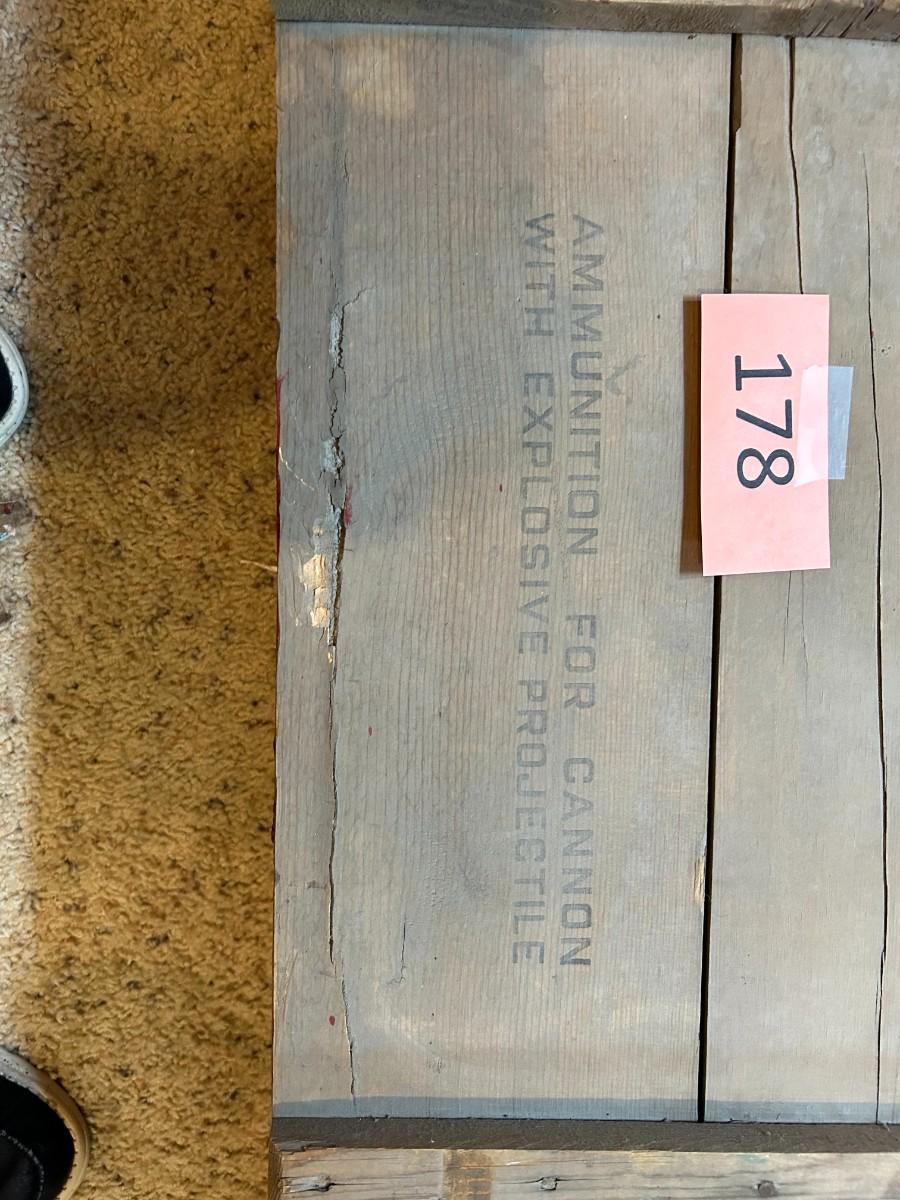 AMMUNITION FOR CANNON
WITH EXPLOSIVE PROJECTILE
178